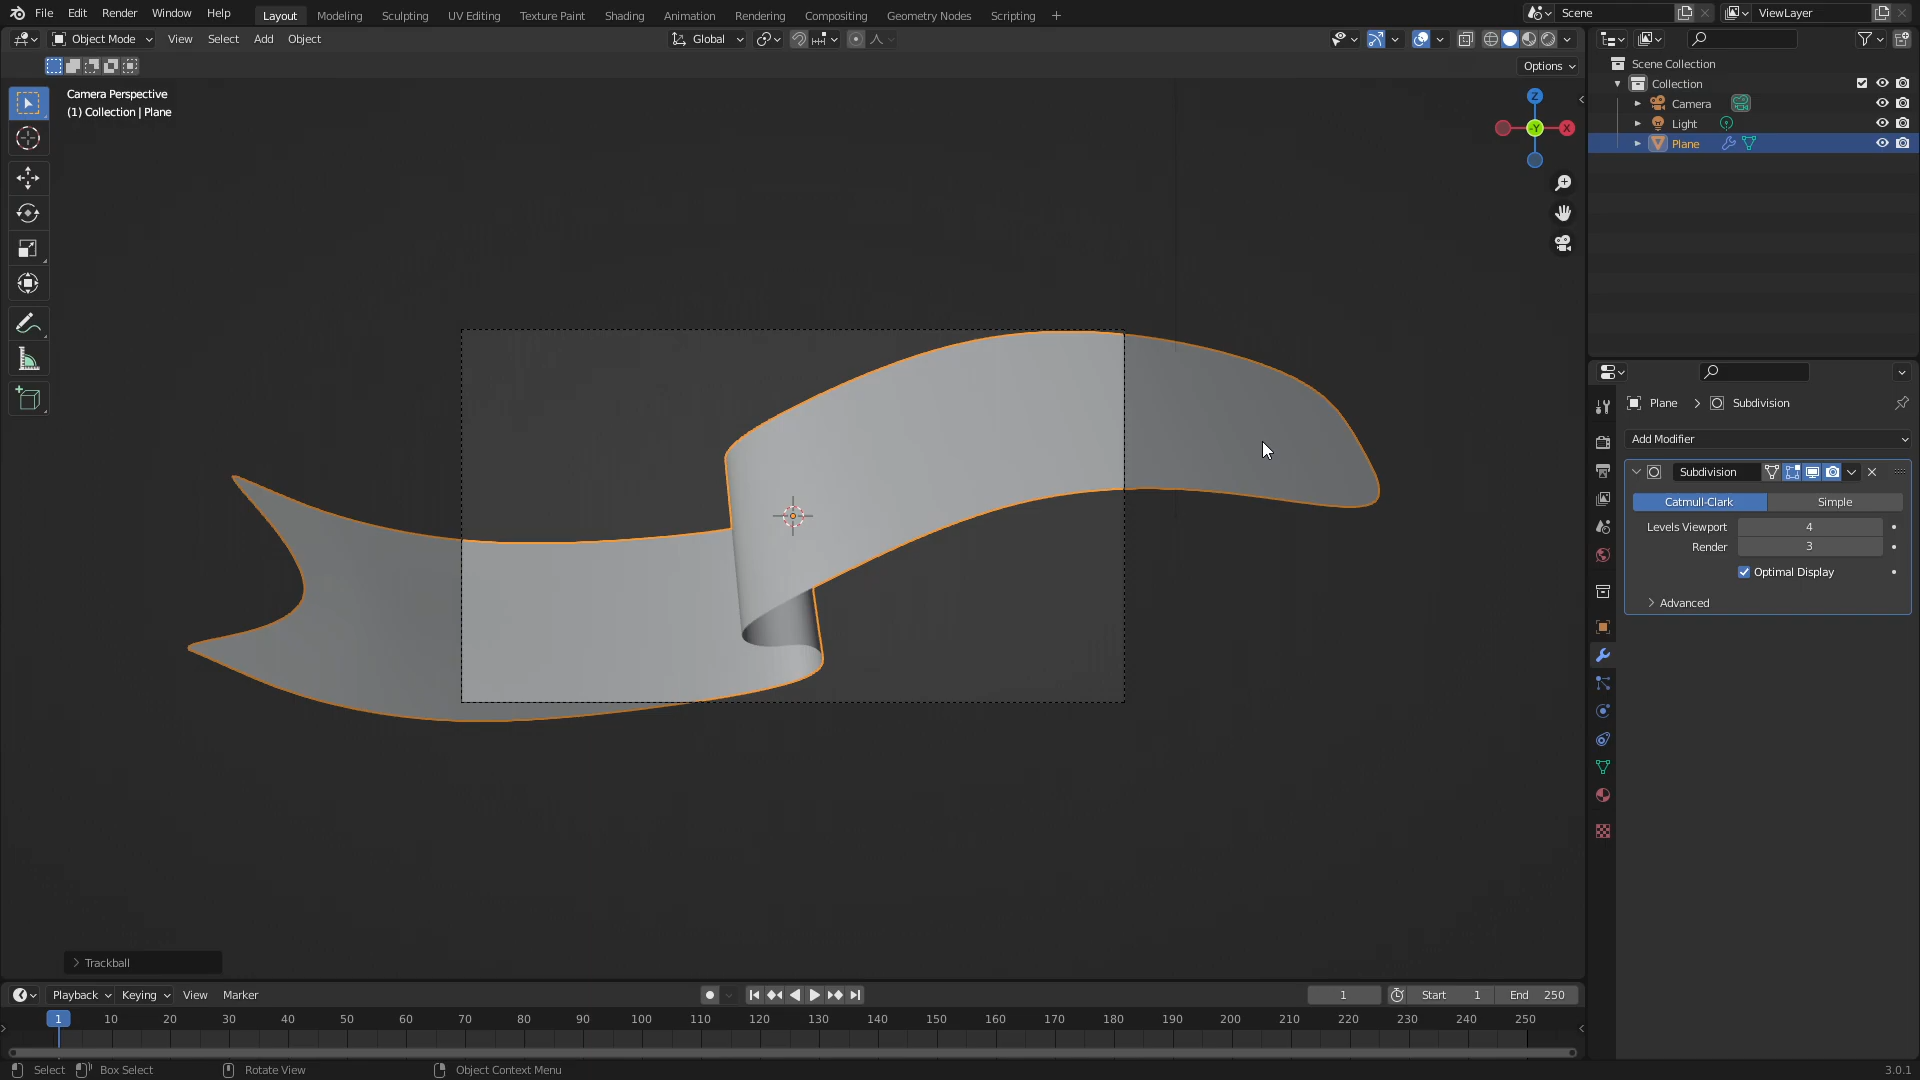 File Edit Render Window Help Layout Modeling Sculpting UV Editing Texture Paint Shading Animation Rendering Compositing Geometry Nodes Scripting + Scene ViewLayer
Object Mode View Select Add Object Global
Options
Camera Perspective
(1) Collection | Plane
Z
-Y X
Scene Collection
Collection
Camera
Light
Plane
Plane > Subdivision
Add Modifier
Subdivision
Catmull-Clark Simple
Levels Viewport 4
Render 3
Optimal Display
> Advanced
> Trackball
Playback Keying View Marker 1 Start 1 End 250
1 10 20 30 40 50 60 70 80 90 100 110 120 130 140 150 160 170 180 190 200 210 220 230 240 250
Select Box Select Rotate View Object Context Menu 3.0.1